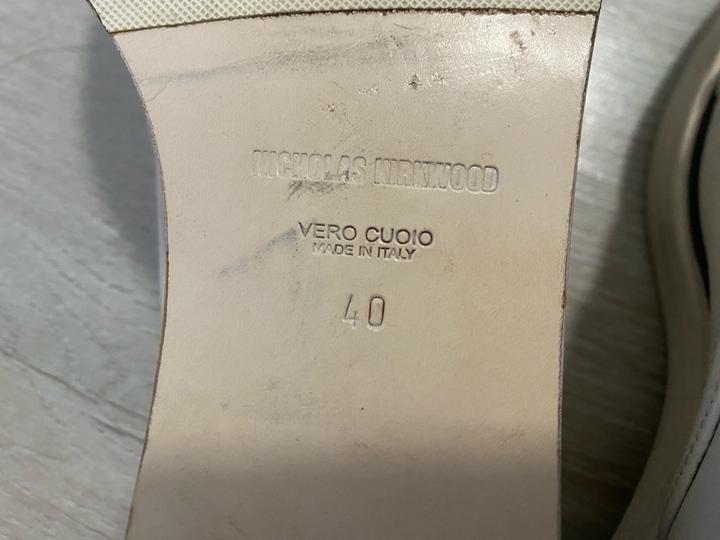 NICHOLAS KIRKWOOD
VERO CUOIO
MADE IN ITALY
40